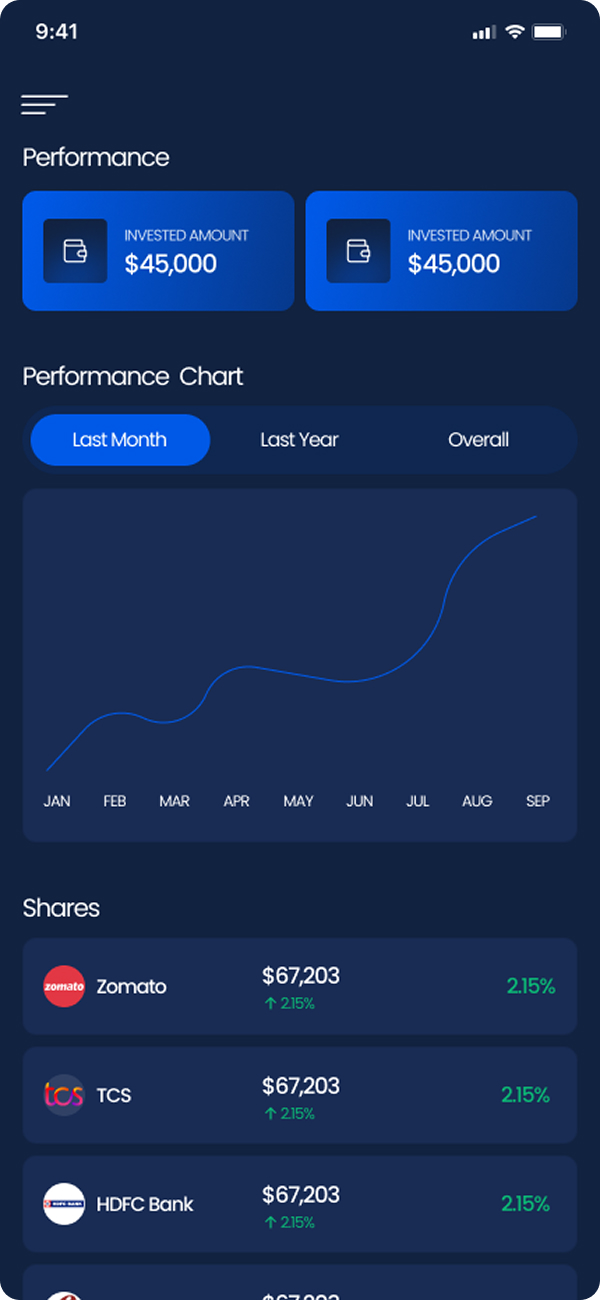 9:41
Performance
INVESTED AMOUNT
$45,000
INVESTED AMOUNT
$45,000
Performance Chart
Last Month Last Year Overall
JAN FEB MAR APR MAY JUN JUL AUG SEP
Shares
zomato Zomato $67,203 2.15%
↑ 2.15%
tcs TCS $67,203 2.15%
↑ 2.15%
HDFC BANK HDFC Bank $67,203 2.15%
↑ 2.15%